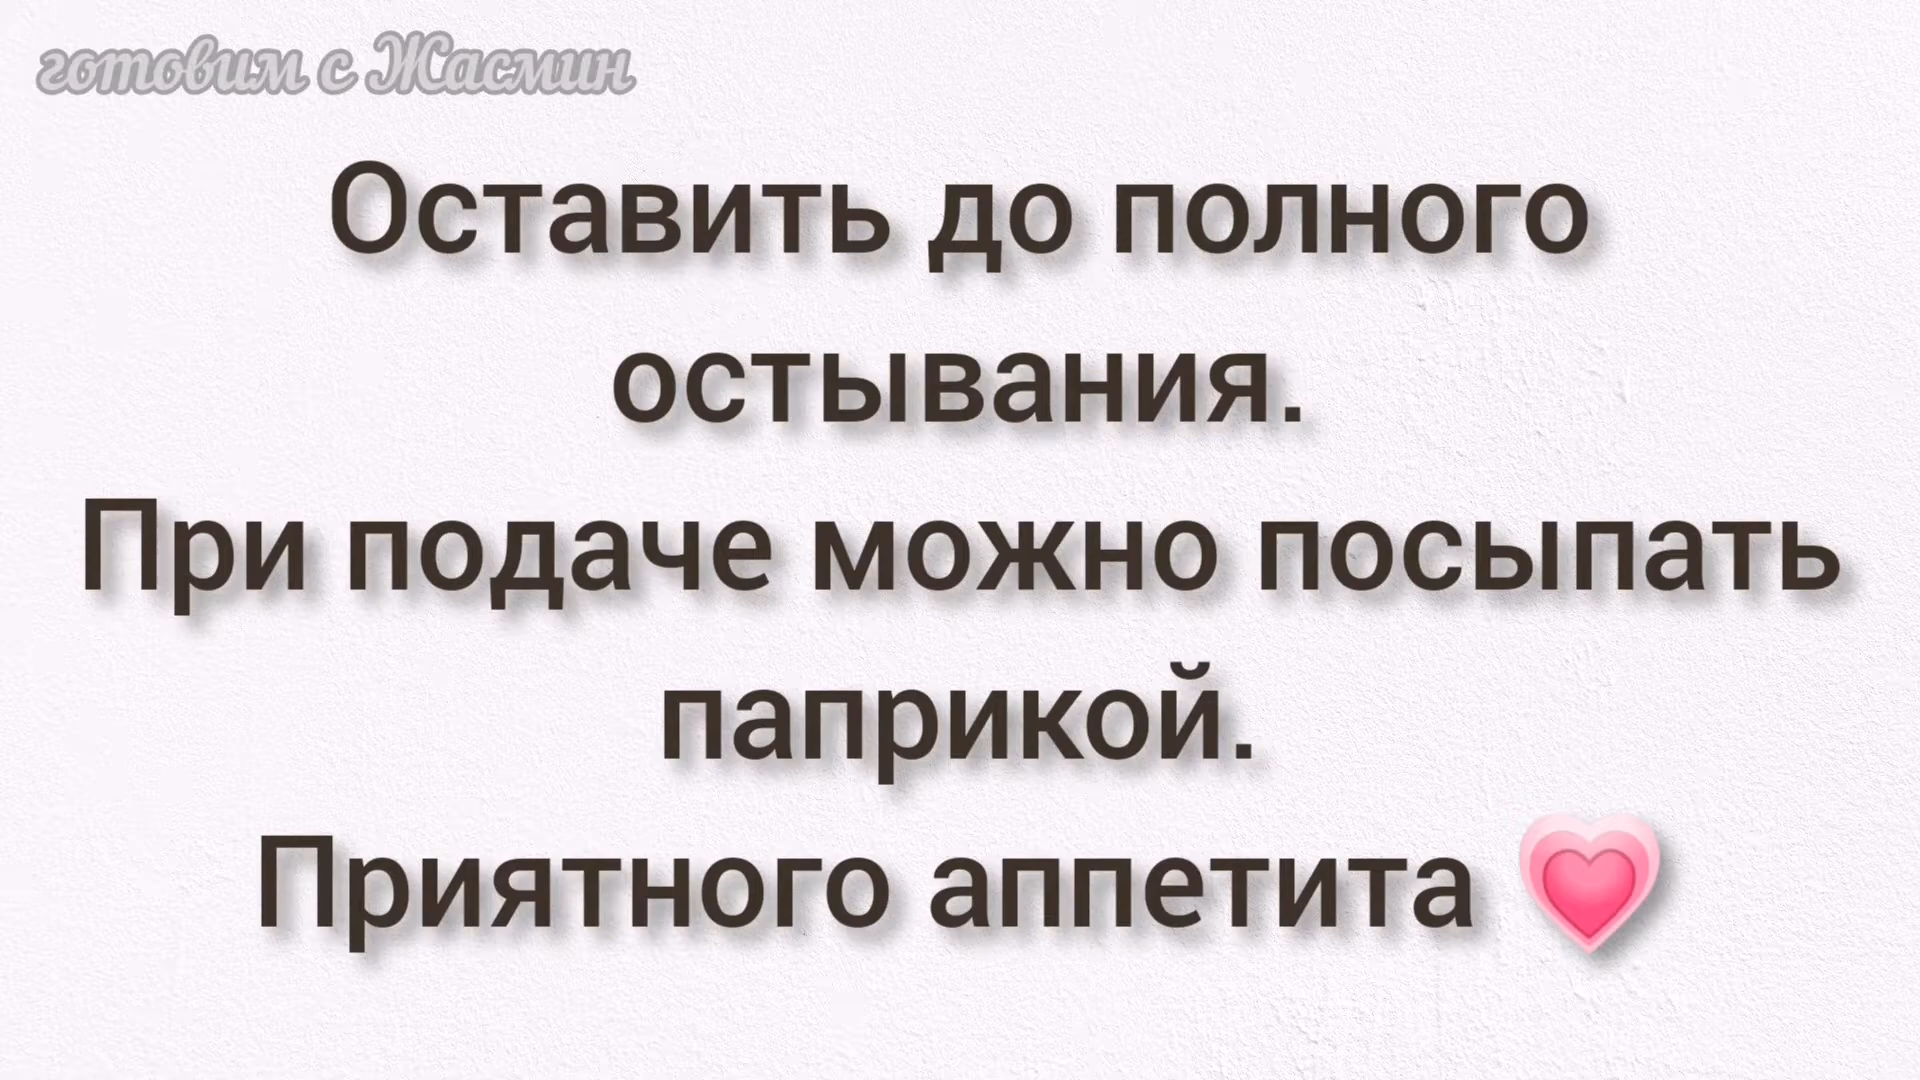 готовим с Жасмин
Оставить до полного
остывания.
При подаче можно посыпать
паприкой.
Приятного аппетита 💗